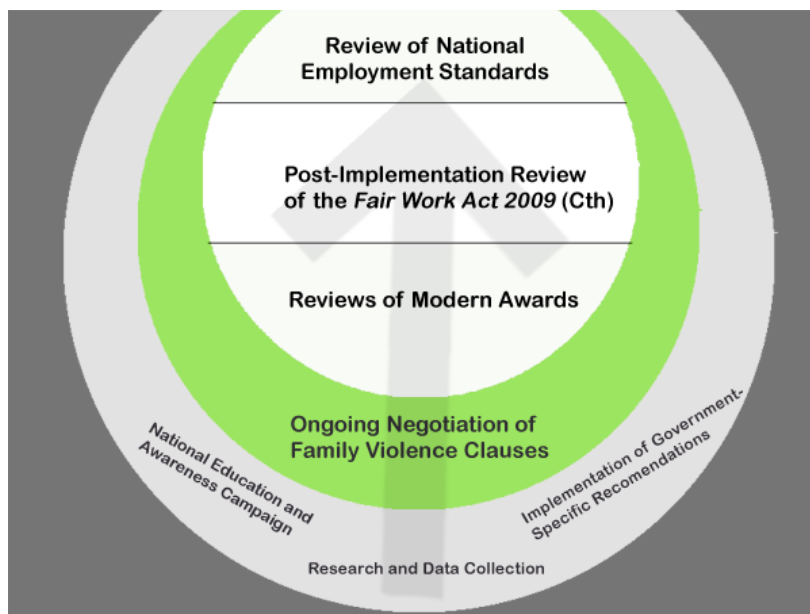 Review of National
Employment Standards
Post-Implementation Review
of the Fair Work Act 2009 (Cth)
Reviews of Modern Awards
Ongoing Negotiation of
Family Violence Clauses
National Education and
Awareness Campaign
Implementation of Government-
Specific Recomendations
Research and Data Collection